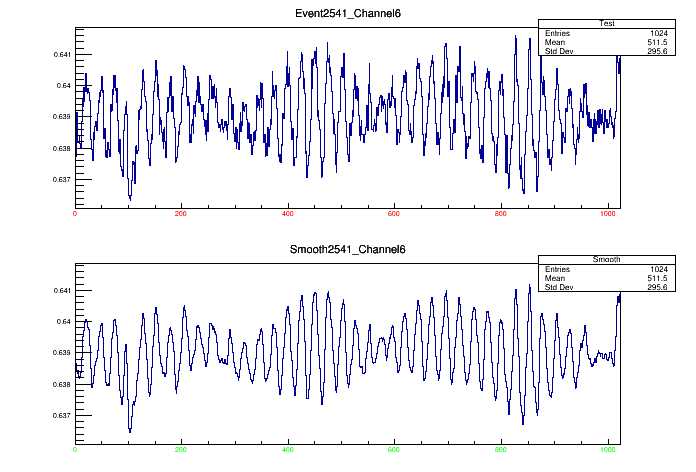 Event2541_Channel6
Test
Entries 1024
Mean 511.5
Std Dev 295.6
0.641
0.64
0.639
0.638
0.637
0 200 400 600 800 1000
Smooth2541_Channel6
Smooth
Entries 1024
Mean 511.5
Std Dev 295.6
0.641
0.64
0.639
0.638
0.637
0 200 400 600 800 1000